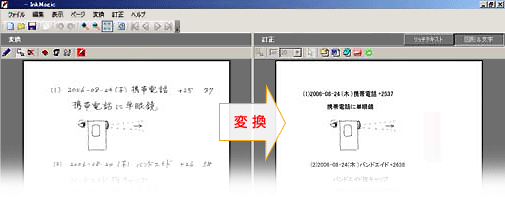 - InkMagic
ファイル 編集 表示 ページ 変換 訂正 ヘルプ
変換
訂正
リッチテキスト
図形&文字
(1) 2006-08-24(木) 携帯電話 +25 37
携帯電話に単眼鏡
(2) 2006-08-24(木) バンドエイド +26 38
変換
(1)2006-08-24(木)携帯電話 +2537
携帯電話に単眼鏡
(2)2006-08-24(木)バンドエイド+2638